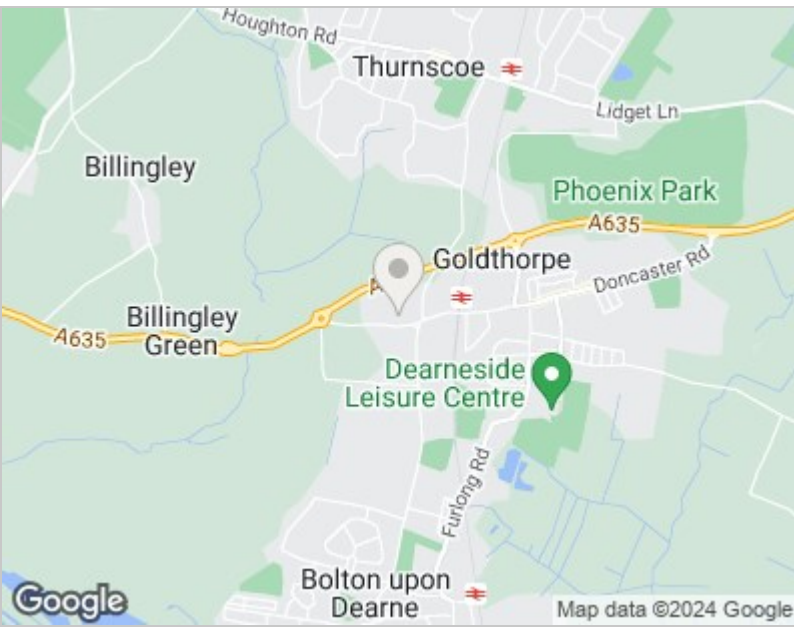 Houghton Rd
Thurnscoe
Lidget Ln
Billingley
Phoenix Park
A635
Goldthorpe
Doncaster Rd
A
Billingley
Green
A635
Dearneside
Leisure Centre
Furlong Rd
Bolton upon
Dearne
Google
Map data ©2024 Google